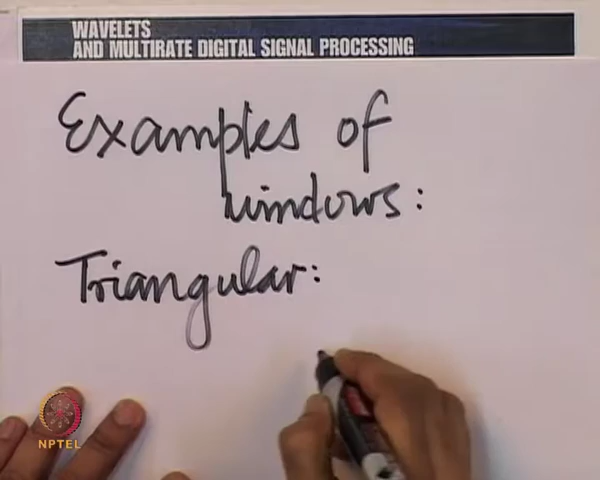 WAVELETS
AND MULTIRATE DIGITAL SIGNAL PROCESSING
Examples of
windows:
Triangular:
NPTEL